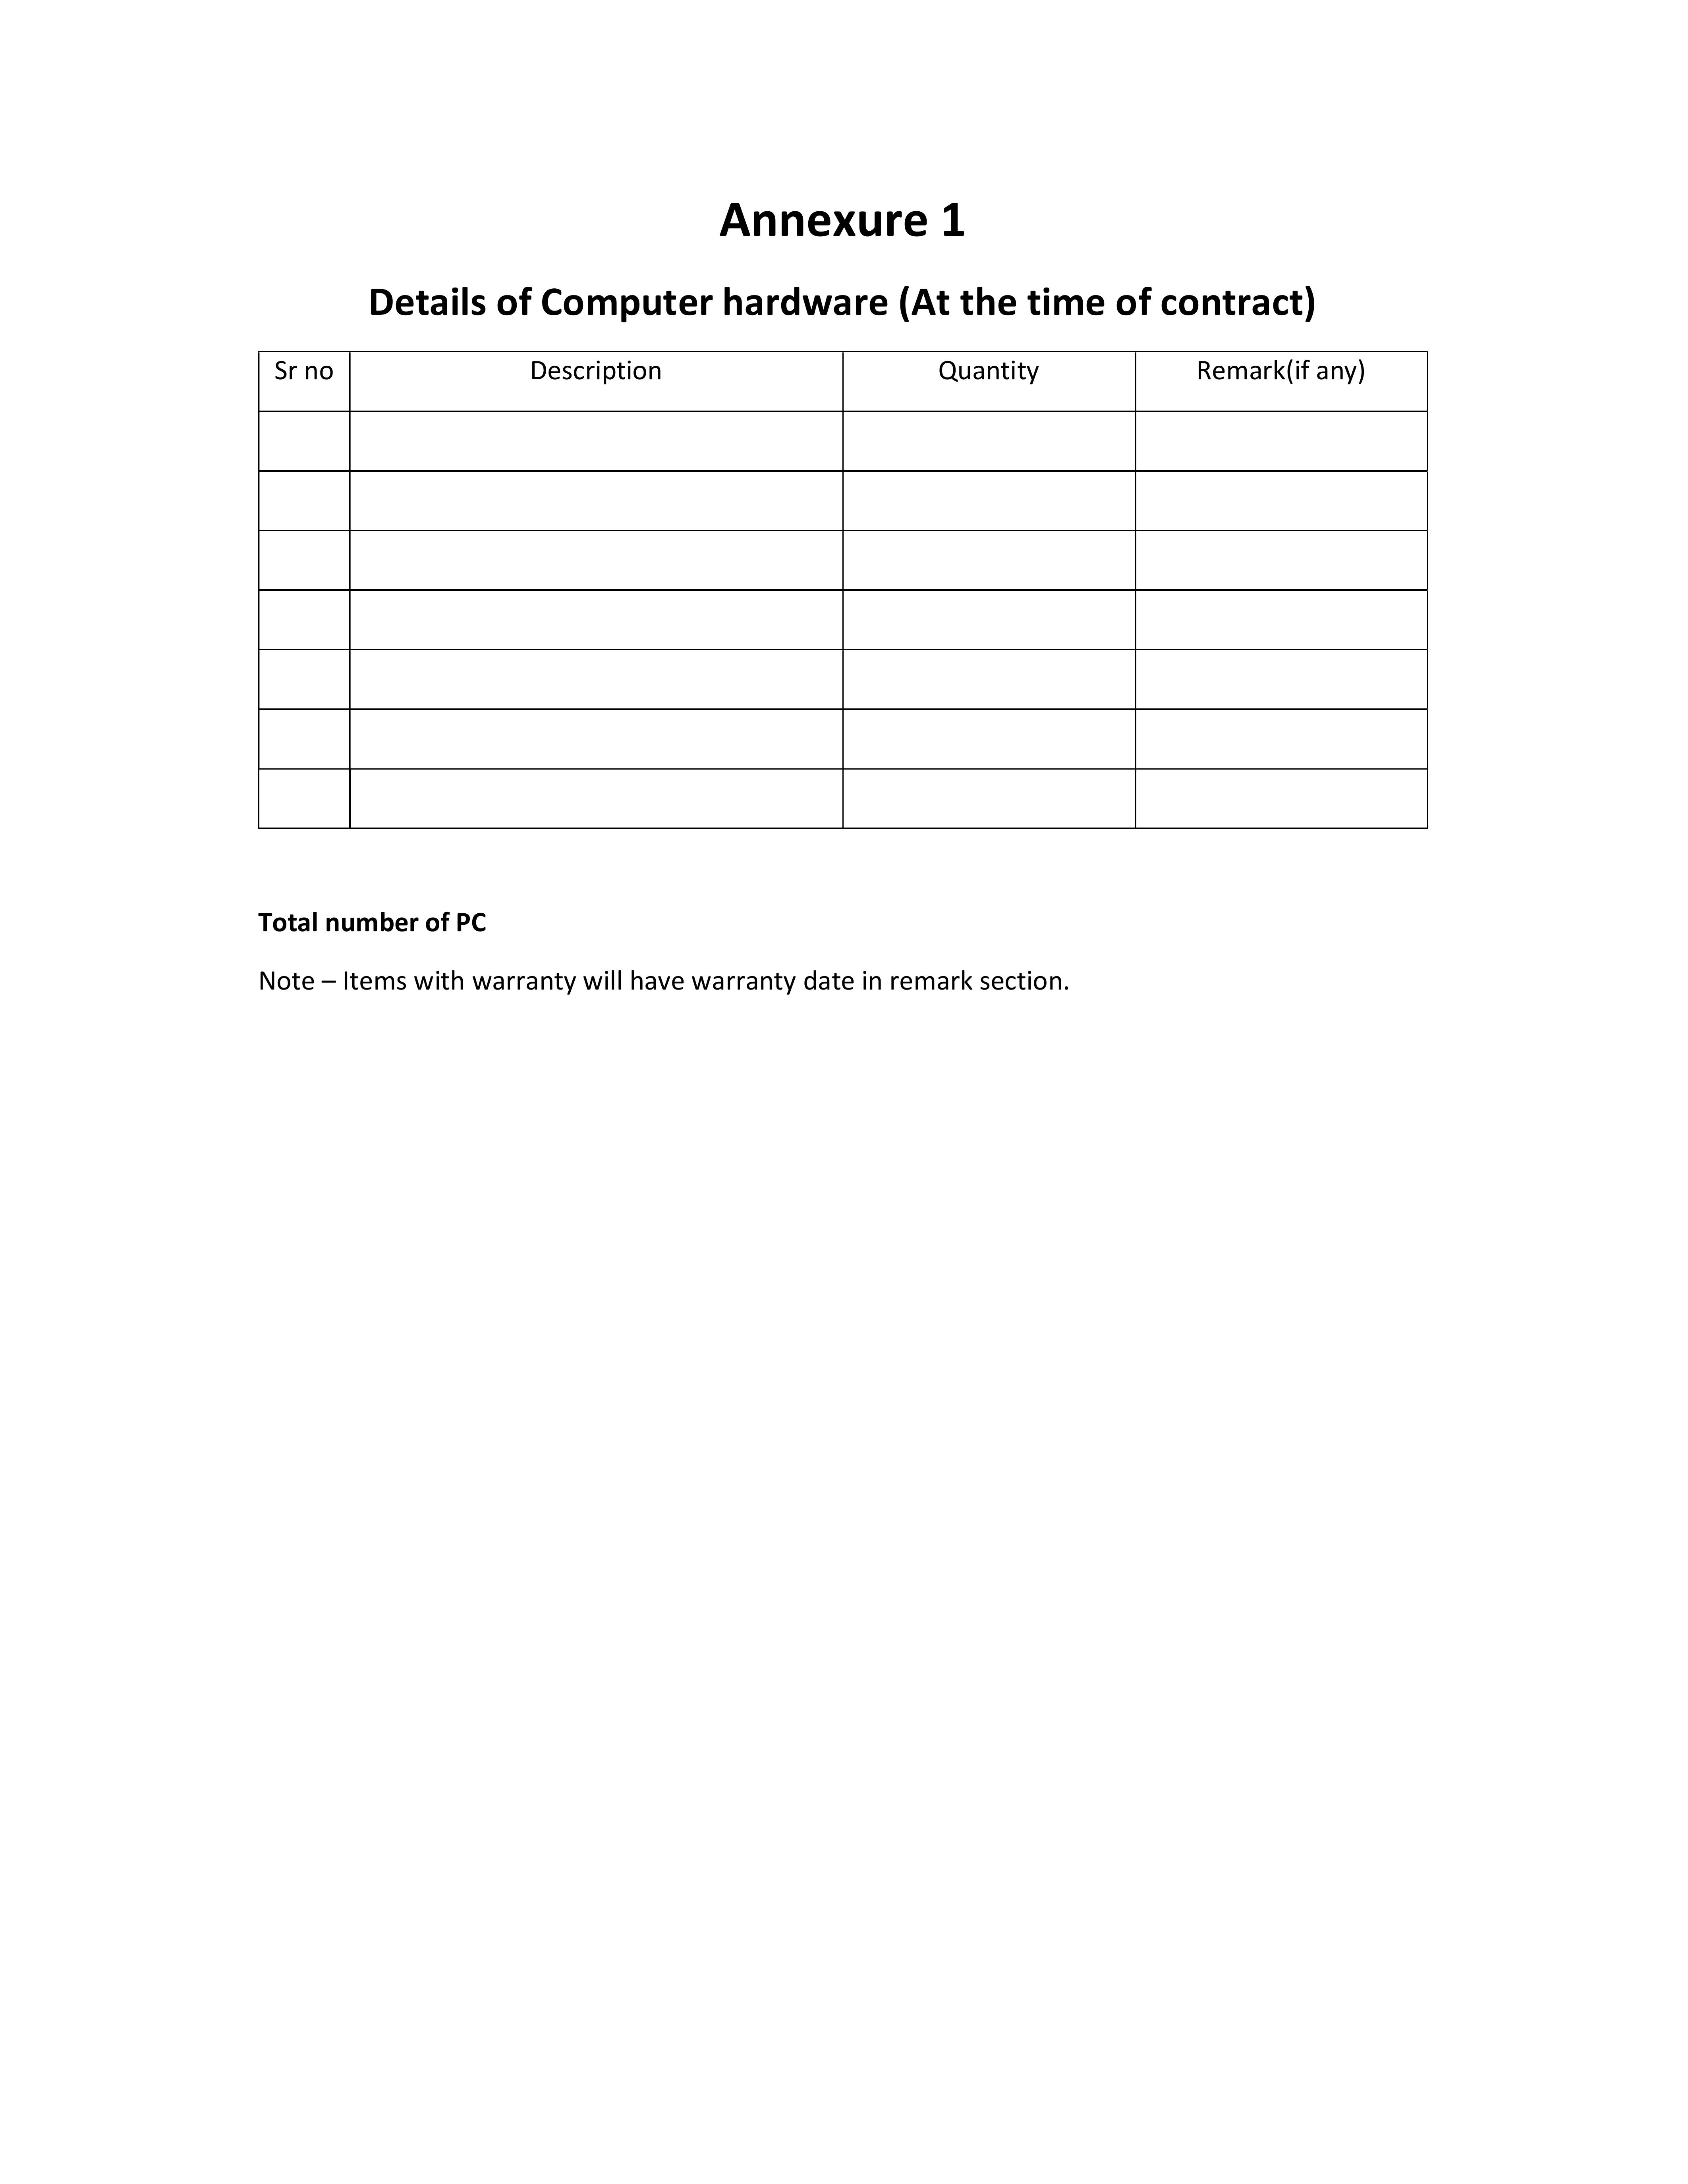 Annexure 1
Details of Computer hardware (At the time of contract)
Sr no Description Quantity Remark(if any)
Total number of PC
Note – Items with warranty will have warranty date in remark section.